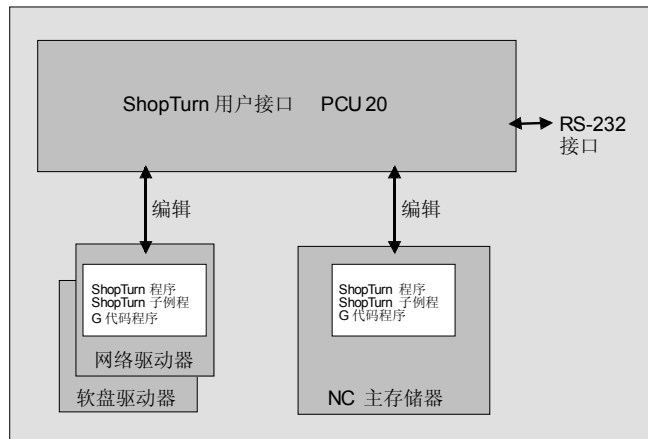 ShopTurn 用户接口 PCU 20
RS-232
接口
编辑
编辑
ShopTurn 程序
ShopTurn 子例程
G 代码程序
网络驱动器
软盘驱动器
ShopTurn 程序
ShopTurn 子例程
G 代码程序
NC 主存储器